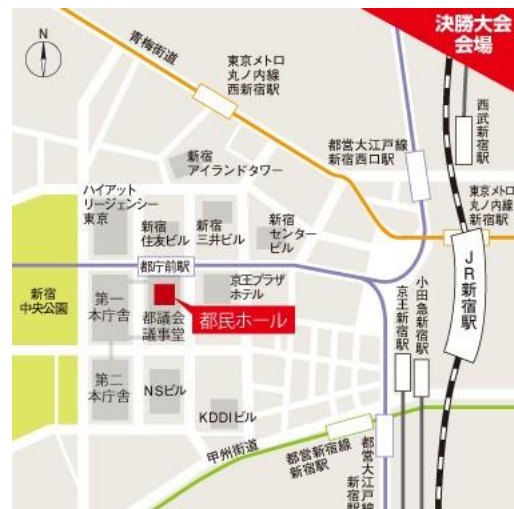 決勝大会
会場
N
青梅街道
東京メトロ
丸ノ内線
西新宿駅
西武新宿駅
都営大江戸線
新宿西口駅
新宿
アイランドタワー
ハイアット
リージェンシー
東京
新宿
住友ビル
新宿
三井ビル
新宿
センター
ビル
東京メトロ
丸ノ内線
新宿駅
都庁前駅
JR新宿駅
新宿
中央公園
第一
本庁舎
京王プラザ
ホテル
都議会
議事堂
都民ホール
小田急新宿駅
京王新宿駅
第二
本庁舎
NSビル
KDDIビル
甲州街道
都営新宿線
新宿駅
都営大江戸線
新宿駅